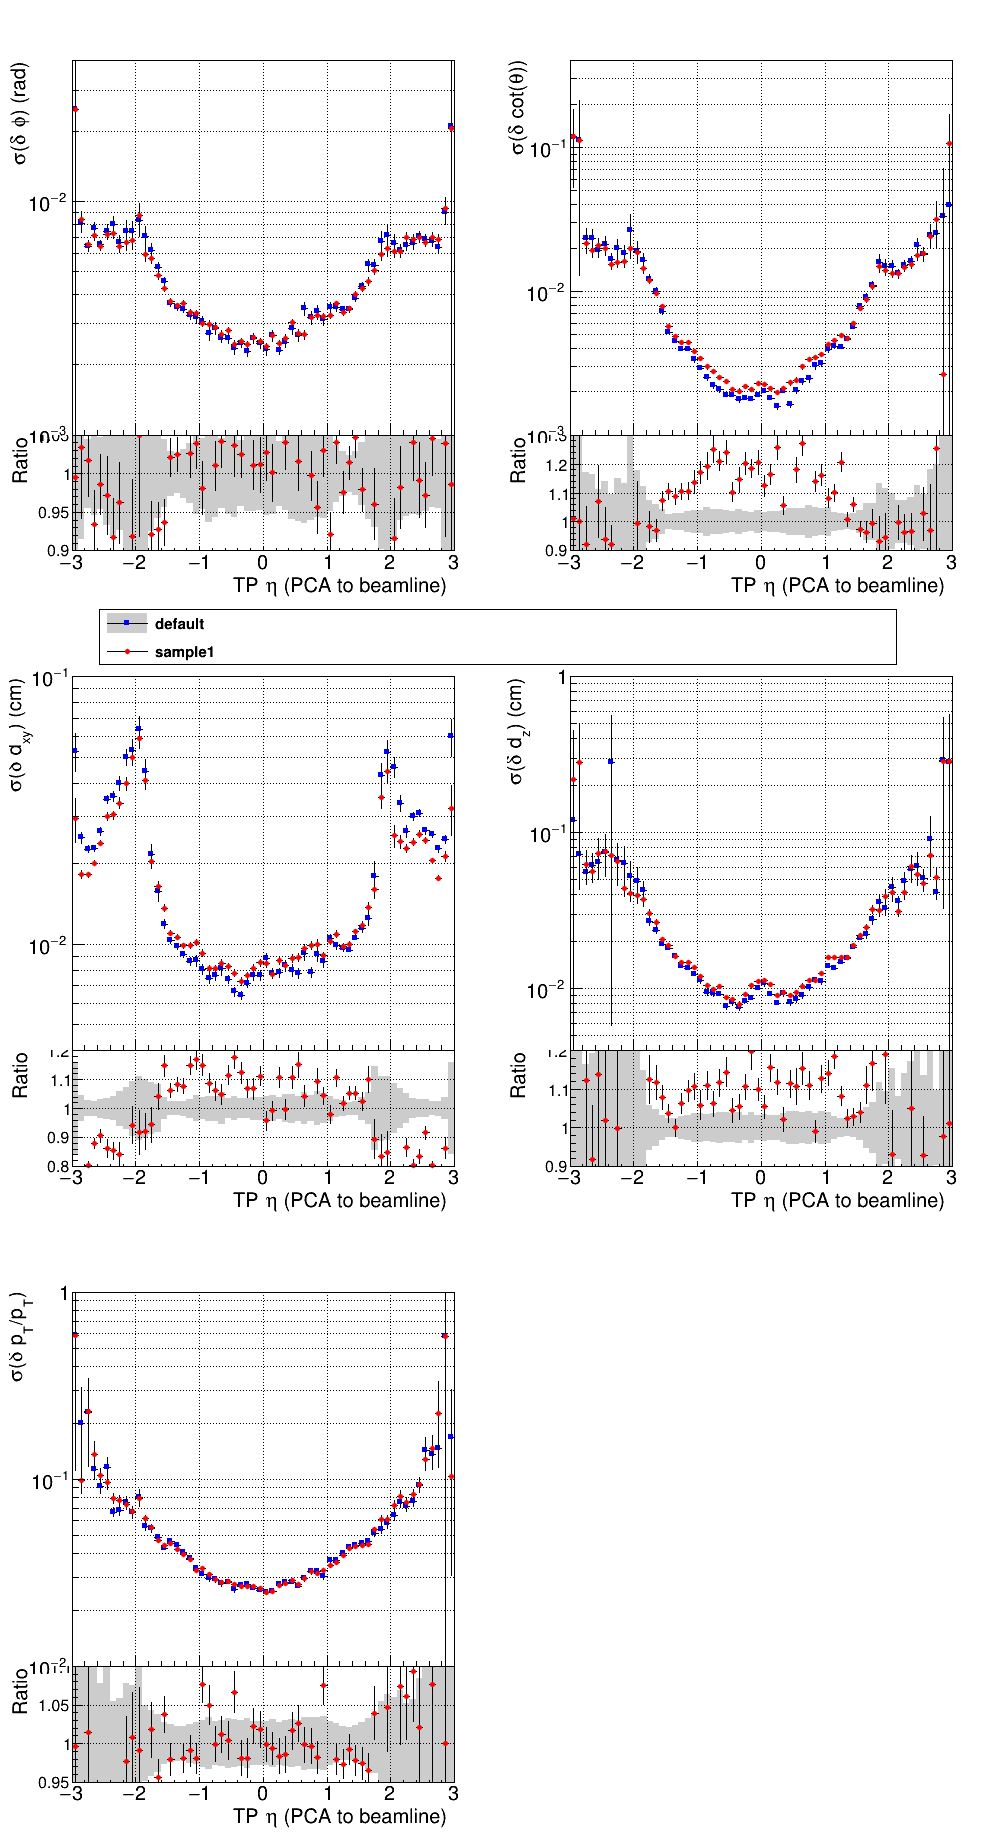 σ(δ φ) (rad)
10⁻²
10⁻³
Ratio
1
0.95
0.9
−3 −2 −1 0 1 2 3
TP η (PCA to beamline)
σ(δ cot(θ))
10⁻¹
10⁻²
10⁻³
Ratio
1.2
1.1
1
0.9
−3 −2 −1 0 1 2 3
TP η (PCA to beamline)
default
sample1
σ(δ d_xy) (cm)
10⁻¹
10⁻²
Ratio
1.2
1.1
1
0.9
0.8
−3 −2 −1 0 1 2 3
TP η (PCA to beamline)
σ(δ d_z) (cm)
1
10⁻¹
10⁻²
Ratio
1.2
1.1
1
0.9
−3 −2 −1 0 1 2 3
TP η (PCA to beamline)
σ(δ p_T/p_T)
1
10⁻¹
10⁻²
Ratio
1.05
1
0.95
−3 −2 −1 0 1 2 3
TP η (PCA to beamline)